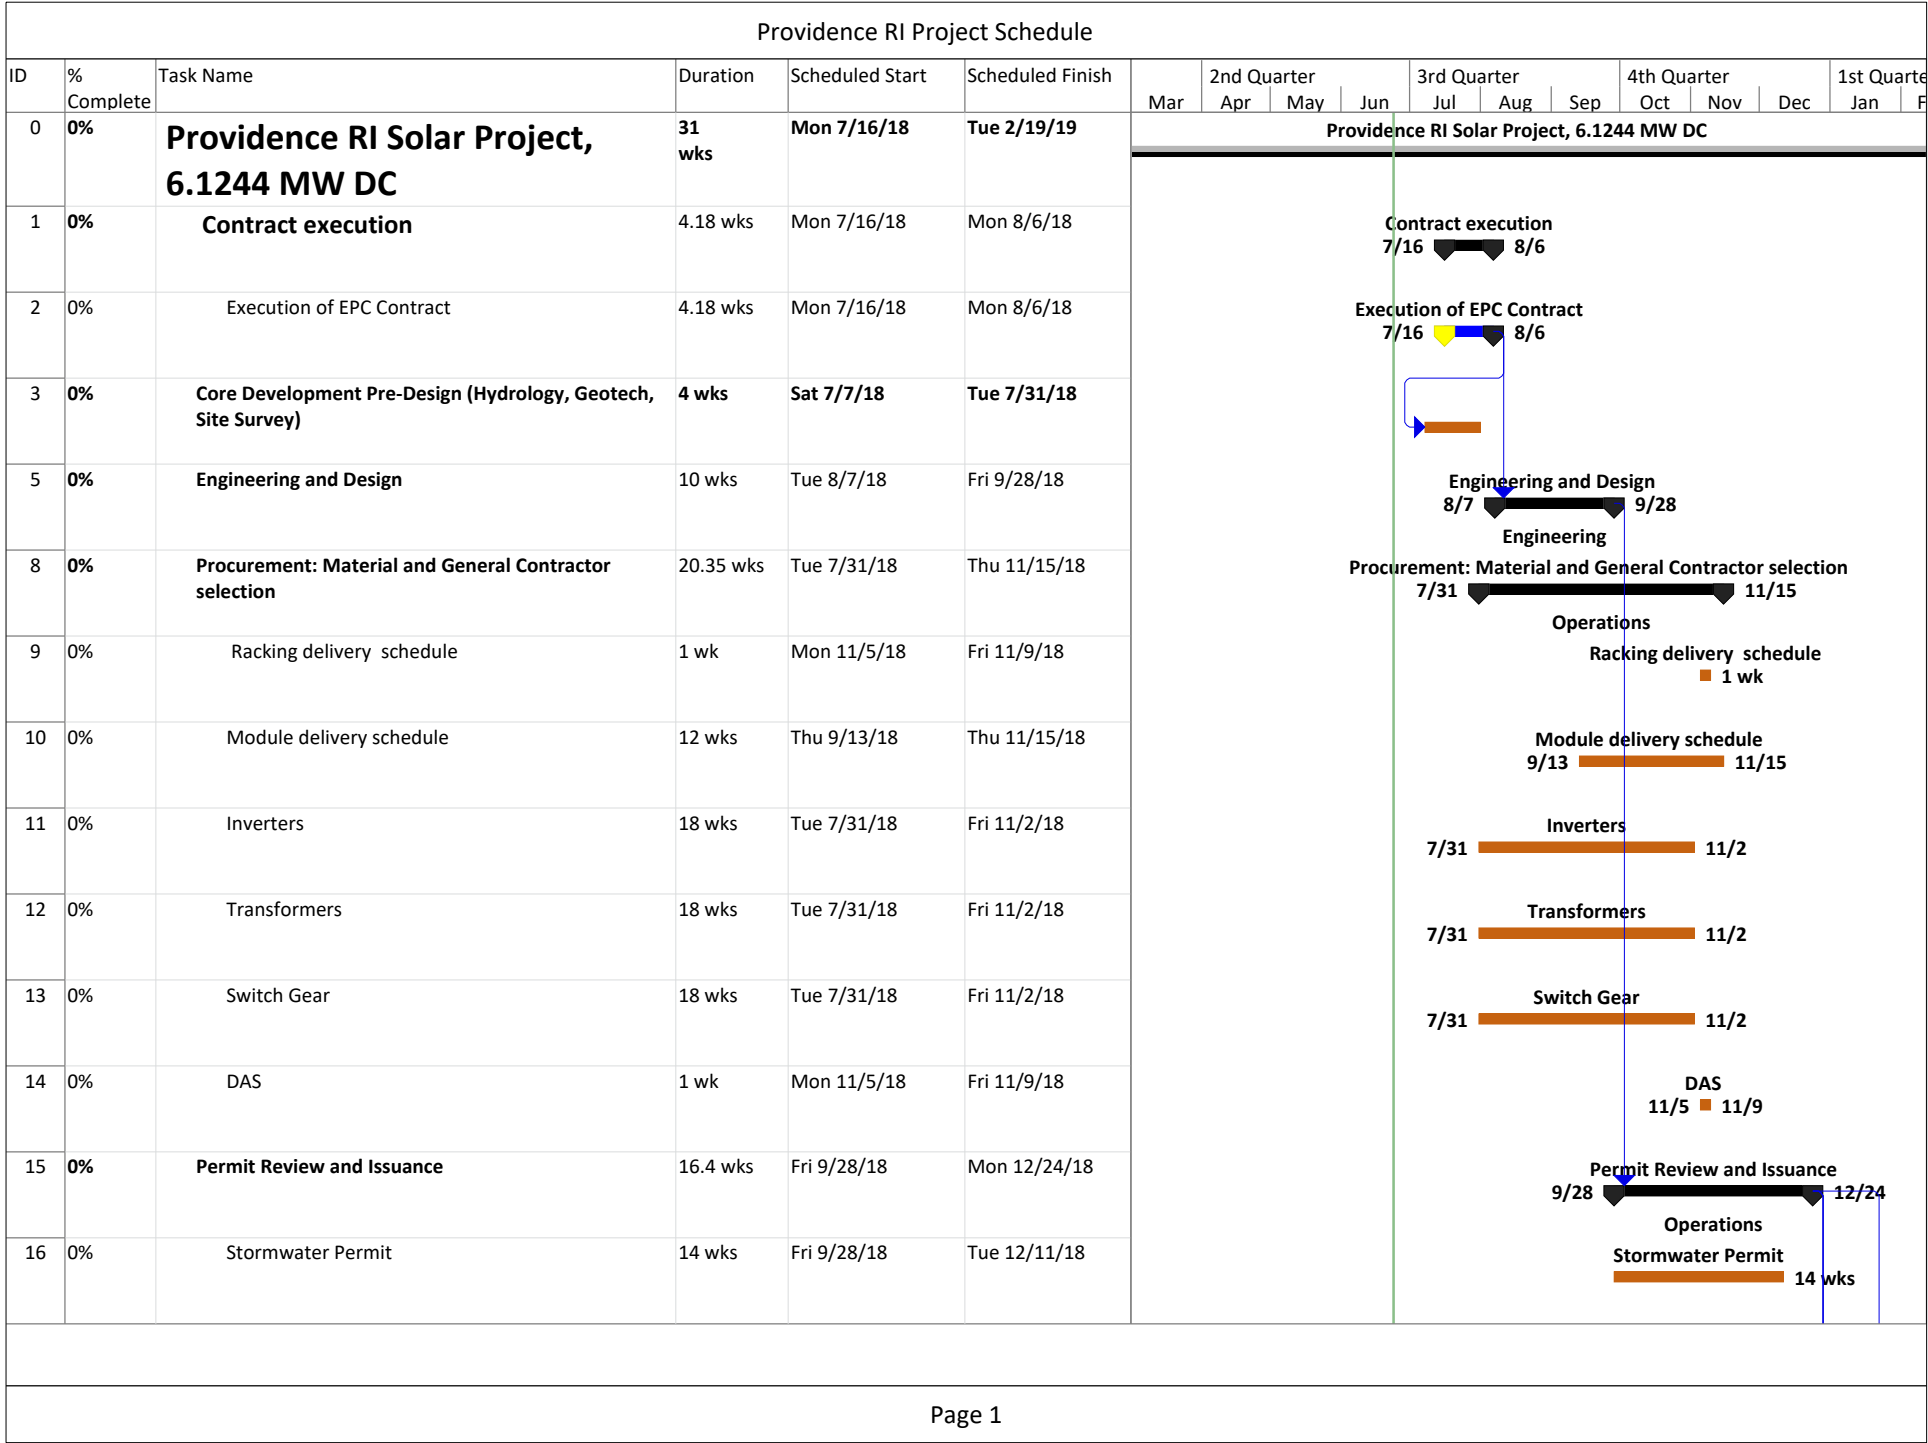 Providence RI Project Schedule
ID % Complete Task Name Duration Scheduled Start Scheduled Finish
2nd Quarter 3rd Quarter 4th Quarter 1st Quarte
Mar Apr May Jun Jul Aug Sep Oct Nov Dec Jan F
0 0% Providence RI Solar Project, 6.1244 MW DC 31 wks Mon 7/16/18 Tue 2/19/19
Providence RI Solar Project, 6.1244 MW DC
1 0% Contract execution 4.18 wks Mon 7/16/18 Mon 8/6/18
Contract execution
7/16 8/6
2 0% Execution of EPC Contract 4.18 wks Mon 7/16/18 Mon 8/6/18
Execution of EPC Contract
7/16 8/6
3 0% Core Development Pre-Design (Hydrology, Geotech, Site Survey) 4 wks Sat 7/7/18 Tue 7/31/18
5 0% Engineering and Design 10 wks Tue 8/7/18 Fri 9/28/18
Engineering and Design
8/7 9/28
Engineering
8 0% Procurement: Material and General Contractor selection 20.35 wks Tue 7/31/18 Thu 11/15/18
Procurement: Material and General Contractor selection
7/31 11/15
Operations
9 0% Racking delivery schedule 1 wk Mon 11/5/18 Fri 11/9/18
Racking delivery schedule
1 wk
10 0% Module delivery schedule 12 wks Thu 9/13/18 Thu 11/15/18
Module delivery schedule
9/13 11/15
11 0% Inverters 18 wks Tue 7/31/18 Fri 11/2/18
Inverters
7/31 11/2
12 0% Transformers 18 wks Tue 7/31/18 Fri 11/2/18
Transformers
7/31 11/2
13 0% Switch Gear 18 wks Tue 7/31/18 Fri 11/2/18
Switch Gear
7/31 11/2
14 0% DAS 1 wk Mon 11/5/18 Fri 11/9/18
DAS
11/5 11/9
15 0% Permit Review and Issuance 16.4 wks Fri 9/28/18 Mon 12/24/18
Permit Review and Issuance
9/28 12/24
Operations
16 0% Stormwater Permit 14 wks Fri 9/28/18 Tue 12/11/18
Stormwater Permit
14 wks
Page 1